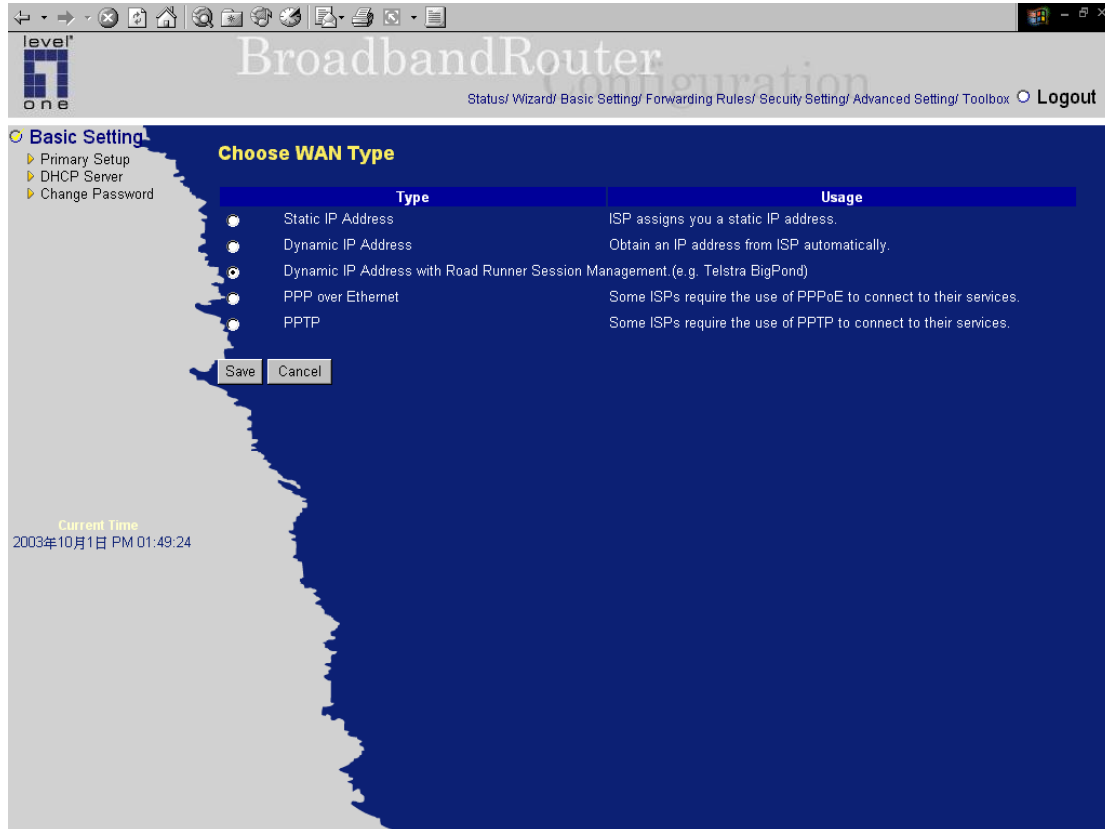 level
one
BroadbandRouter
Configuration
Status/ Wizard/ Basic Setting/ Forwarding Rules/ Secuity Setting/ Advanced Setting/ Toolbox Logout
Basic Setting
Primary Setup
DHCP Server
Change Password
Choose WAN Type
Type Usage
Static IP Address ISP assigns you a static IP address.
Dynamic IP Address Obtain an IP address from ISP automatically.
Dynamic IP Address with Road Runner Session Management.(e.g. Telstra BigPond)
PPP over Ethernet Some ISPs require the use of PPPoE to connect to their services.
PPTP Some ISPs require the use of PPTP to connect to their services.
Save Cancel
Current Time
2003年10月1日 PM 01:49:24